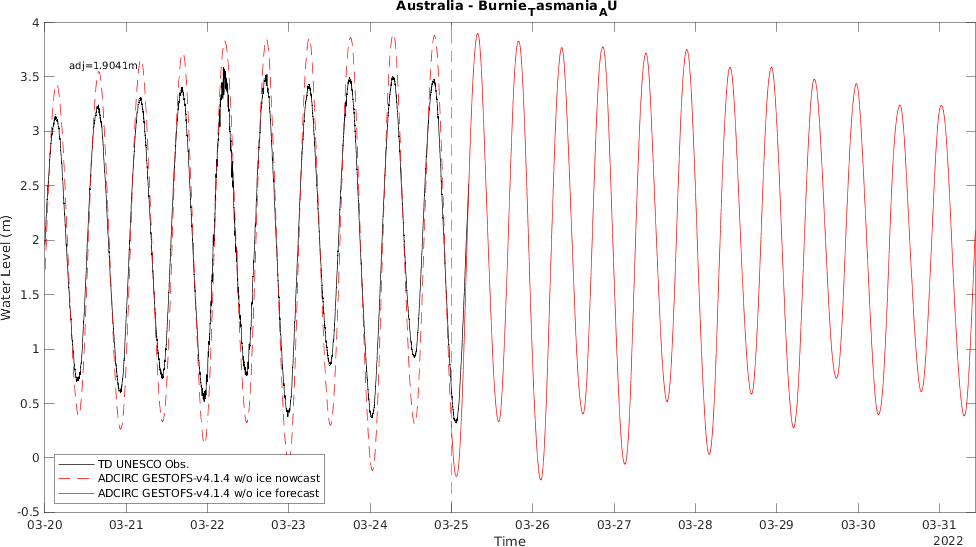 Australia - Burnie_Tasmania_AU
4
adj=1.9041m
3.5
3
2.5
2
1.5
1
0.5
0
-0.5
Water Level (m)
TD UNESCO Obs.
ADCIRC GESTOFS-v4.1.4 w/o ice nowcast
ADCIRC GESTOFS-v4.1.4 w/o ice forecast
03-20 03-21 03-22 03-23 03-24 03-25 03-26 03-27 03-28 03-29 03-30 03-31
Time
2022